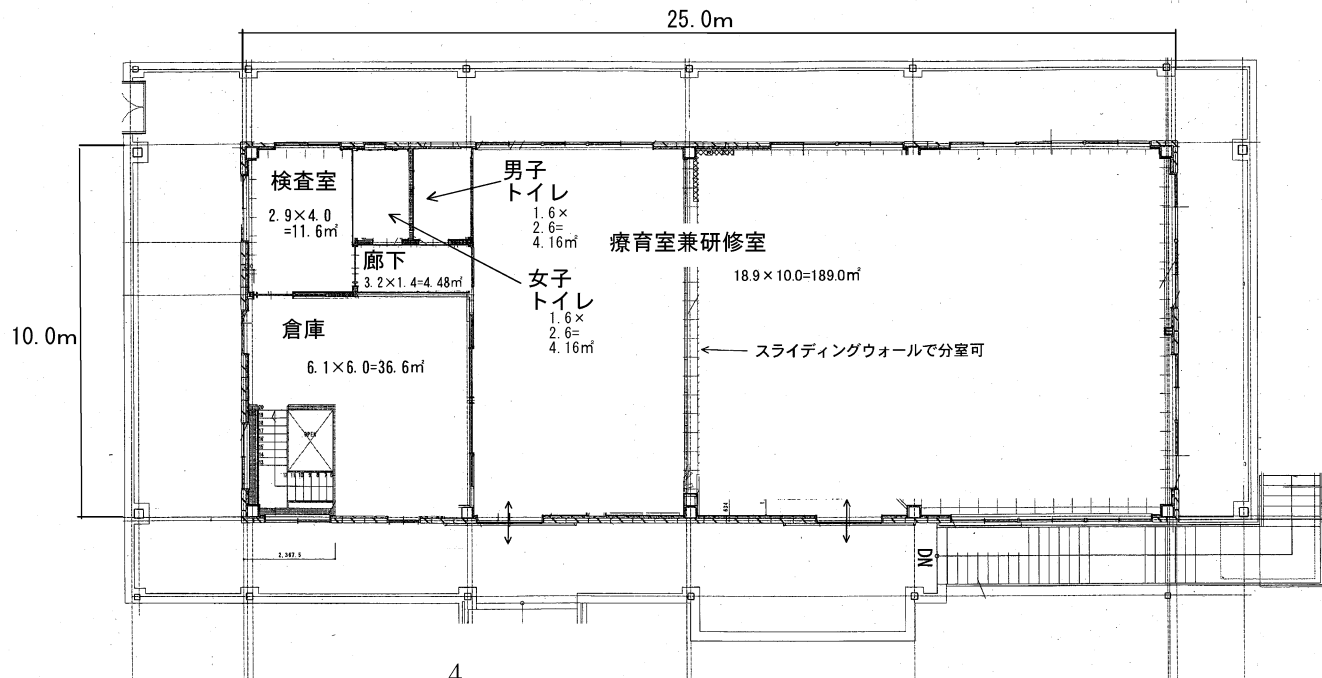 25.0m
検査室
2.9×4.0
=11.6㎡
男子
トイレ
1.6×
2.6=
4.16㎡
療育室兼研修室
18.9×10.0=189.0㎡
廊下
3.2×1.4=4.48㎡
女子
トイレ
1.6×
2.6=
4.16㎡
10.0m
倉庫
6.1×6.0=36.6㎡
スライディングウォールで分室可
OPEN
DN
2,367.5
4